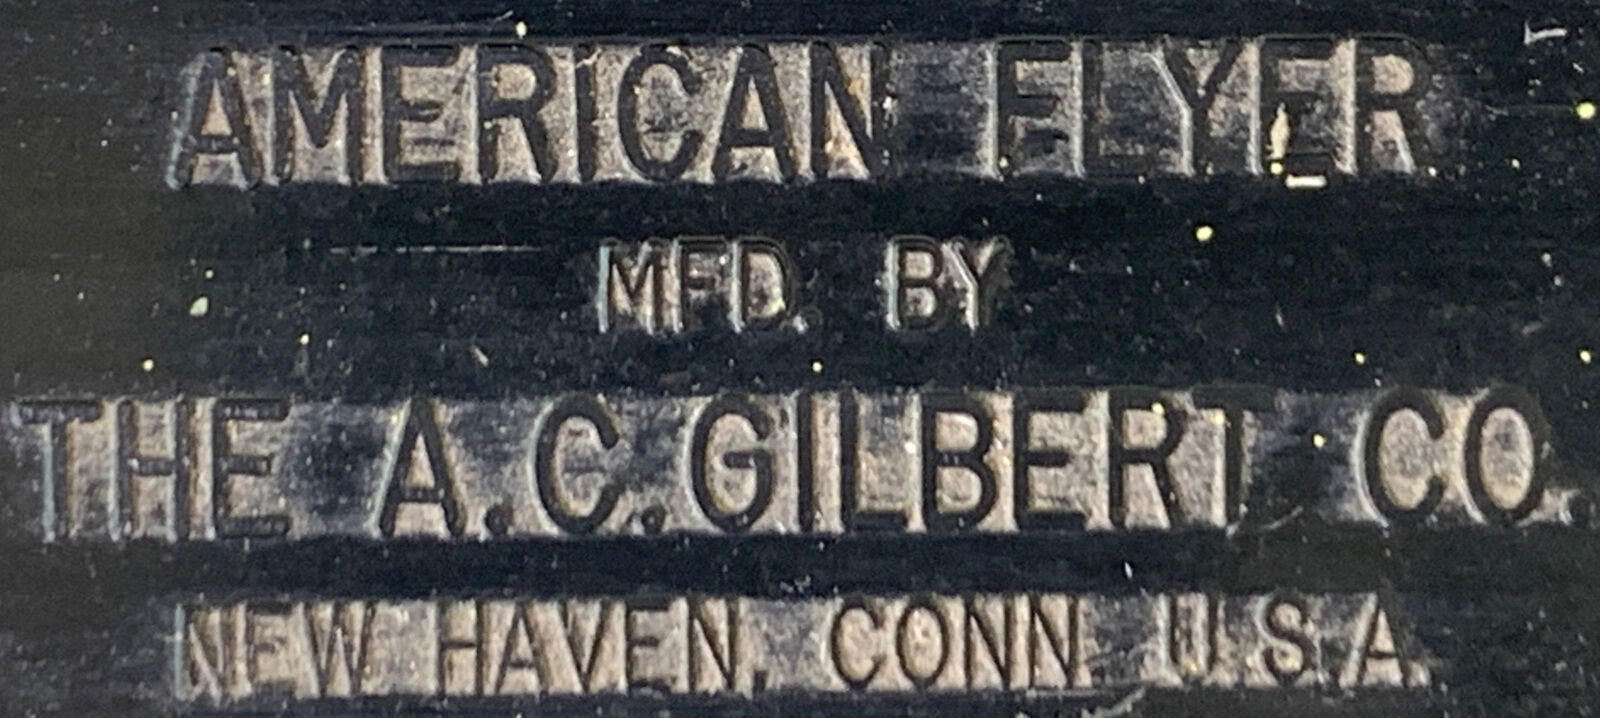 AMERICAN FLYER
MFD. BY
THE A.C.GILBERT CO.
NEW HAVEN, CONN. U.S.A.